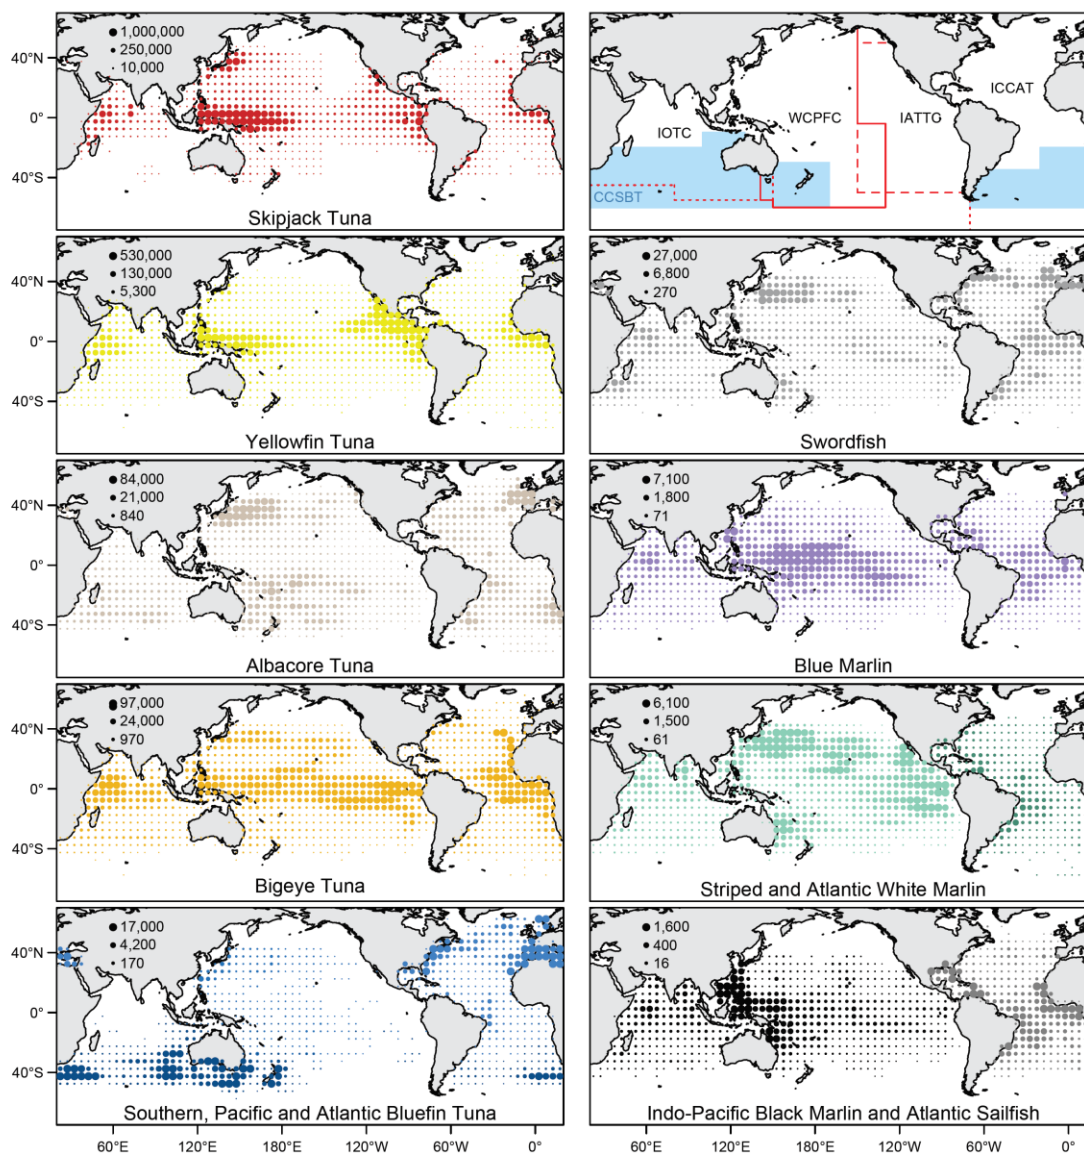 1,000,000
250,000
10,000
40°N
0°
40°S
Skipjack Tuna
ICCAT
WCPFC
IATTC
IOTC
CCSBT
530,000
130,000
5,300
40°N
0°
40°S
Yellowfin Tuna
27,000
6,800
270
Swordfish
84,000
21,000
840
40°N
0°
40°S
Albacore Tuna
7,100
1,800
71
Blue Marlin
97,000
24,000
970
40°N
0°
40°S
Bigeye Tuna
6,100
1,500
61
Striped and Atlantic White Marlin
17,000
4,200
170
40°N
0°
40°S
Southern, Pacific and Atlantic Bluefin Tuna
1,600
400
16
Indo-Pacific Black Marlin and Atlantic Sailfish
60°E 120°E 180°W 120°W 60°W 0°
60°E 120°E 180°W 120°W 60°W 0°